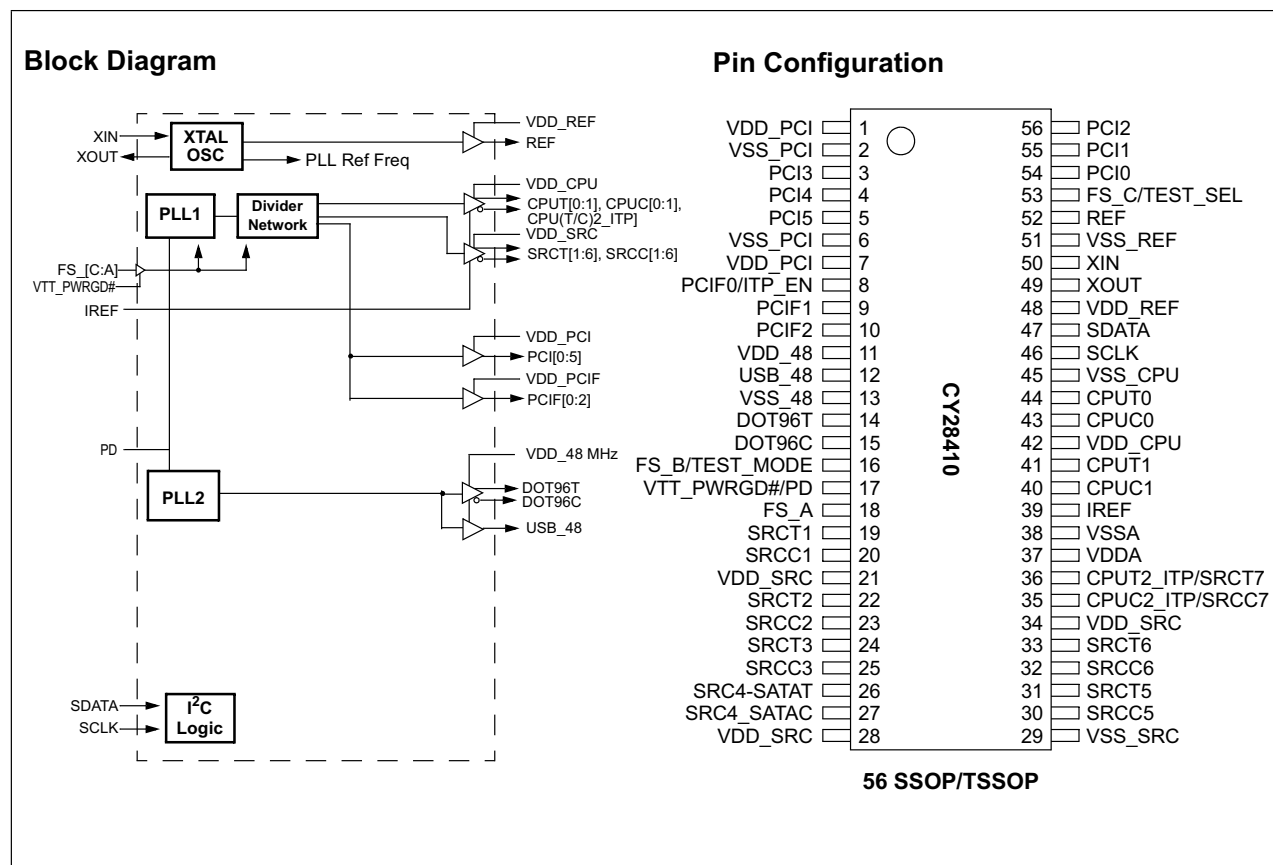 Block Diagram
XIN
XOUT
XTAL
OSC
PLL Ref Freq
VDD_REF
REF
PLL1
Divider
Network
VDD_CPU
CPUT[0:1], CPUC[0:1],
CPU(T/C)2_ITP]
VDD_SRC
SRCT[1:6], SRCC[1:6]
FS_[C:A]
VTT_PWRGD#
IREF
VDD_PCI
PCI[0:5]
VDD_PCIF
PCIF[0:2]
PD
PLL2
VDD_48 MHz
DOT96T
DOT96C
USB_48
SDATA
SCLK
I2C
Logic
Pin Configuration
VDD_PCI 1 56 PCI2
VSS_PCI 2 55 PCI1
PCI3 3 54 PCI0
PCI4 4 53 FS_C/TEST_SEL
PCI5 5 52 REF
VSS_PCI 6 51 VSS_REF
VDD_PCI 7 50 XIN
PCIF0/ITP_EN 8 49 XOUT
PCIF1 9 48 VDD_REF
PCIF2 10 47 SDATA
VDD_48 11 46 SCLK
USB_48 12 45 VSS_CPU
VSS_48 13 44 CPUT0
DOT96T 14 43 CPUC0
DOT96C 15 42 VDD_CPU
FS_B/TEST_MODE 16 41 CPUT1
VTT_PWRGD#/PD 17 40 CPUC1
FS_A 18 39 IREF
SRCT1 19 38 VSSA
SRCC1 20 37 VDDA
VDD_SRC 21 36 CPUT2_ITP/SRCT7
SRCT2 22 35 CPUC2_ITP/SRCC7
SRCC2 23 34 VDD_SRC
SRCT3 24 33 SRCT6
SRCC3 25 32 SRCC6
SRC4-SATAT 26 31 SRCT5
SRC4_SATAC 27 30 SRCC5
VDD_SRC 28 29 VSS_SRC
CY28410
56 SSOP/TSSOP